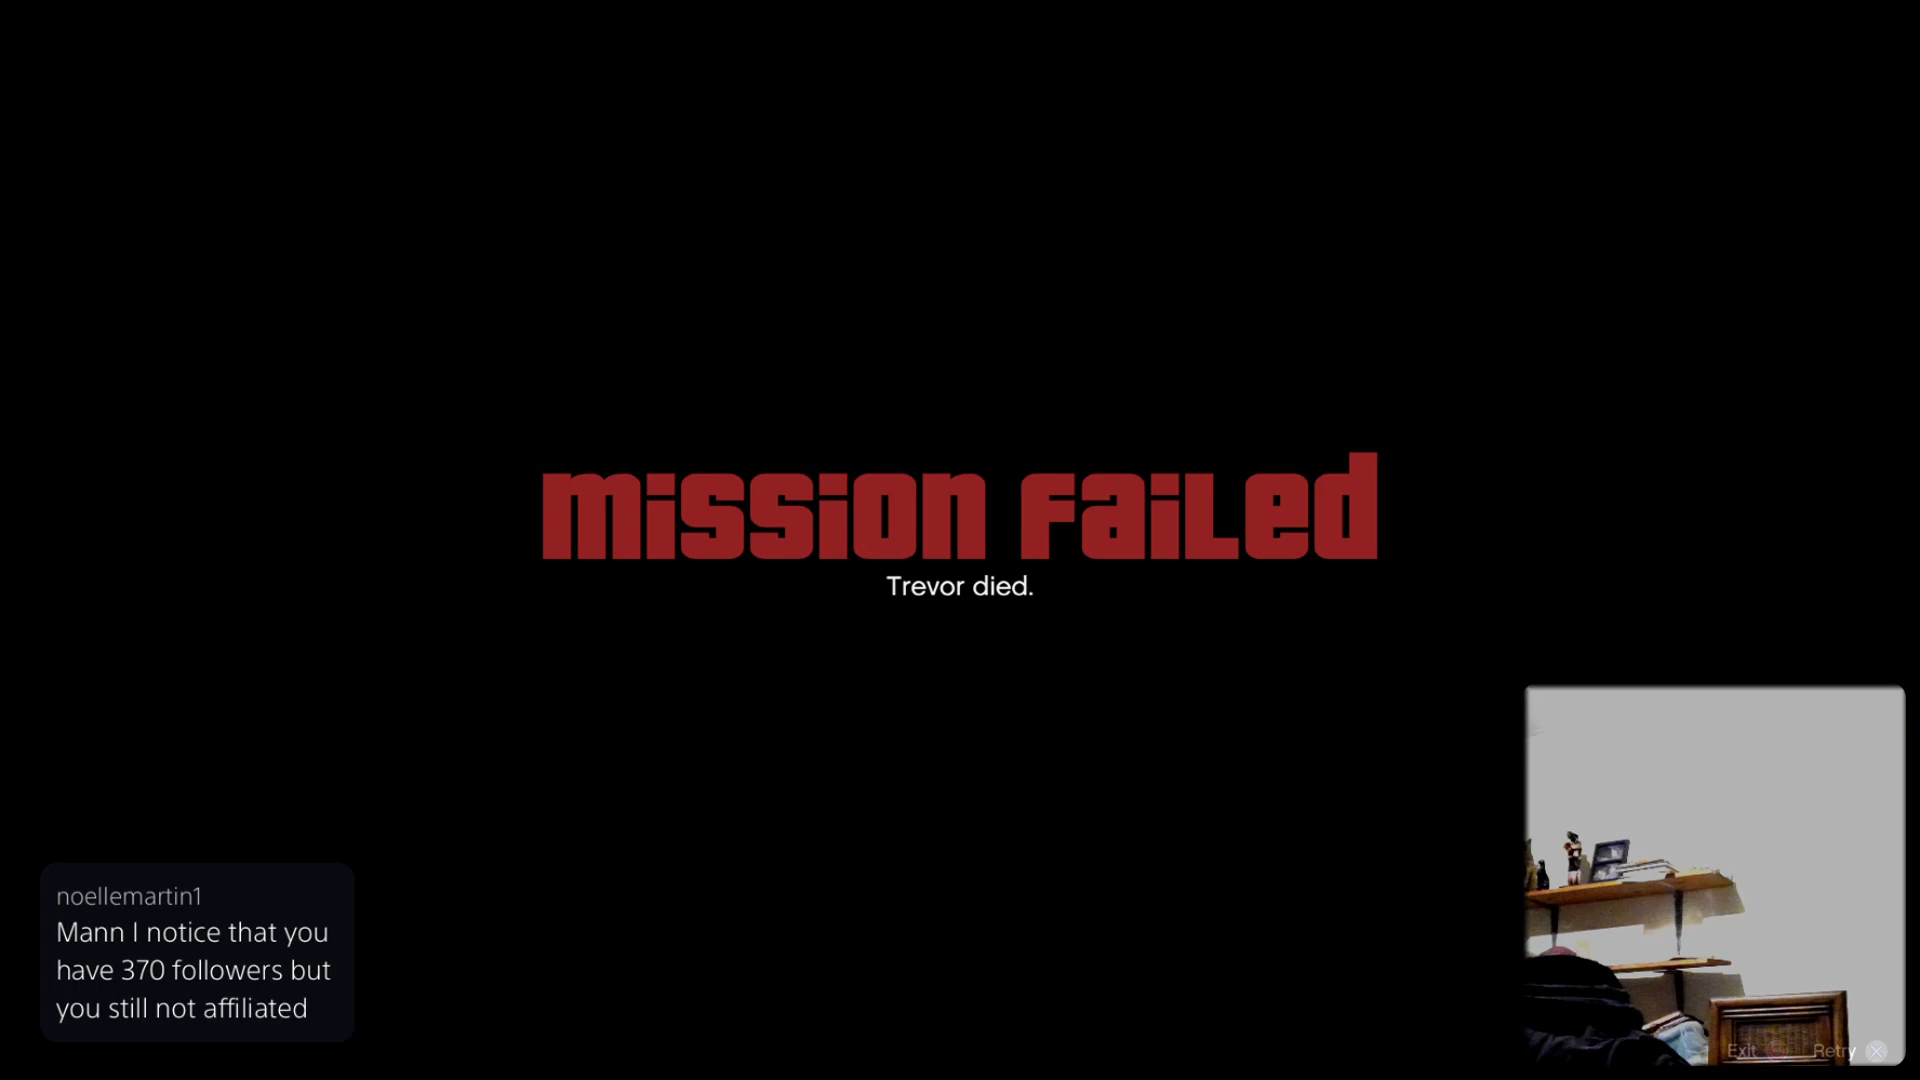 mission failed
Trevor died.
noellemartin1
Mann I notice that you
have 370 followers but
you still not affiliated
Exit Retry